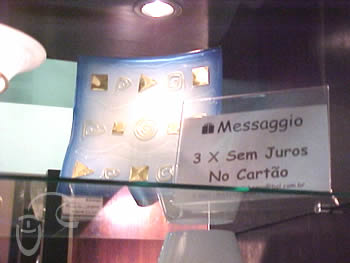 Messaggio
3 X Sem Juros
No Cartão